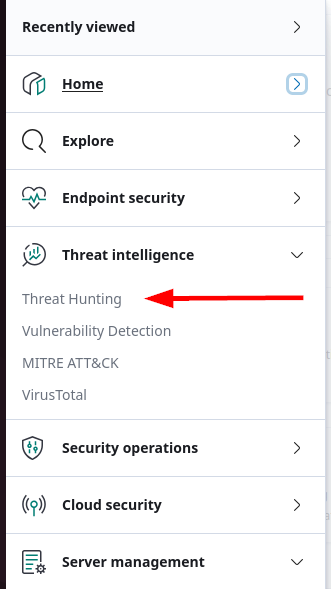 Recently viewed
Home
Explore
Endpoint security
Threat intelligence
Threat Hunting
Vulnerability Detection
MITRE ATT&CK
VirusTotal
Security operations
Cloud security
Server management